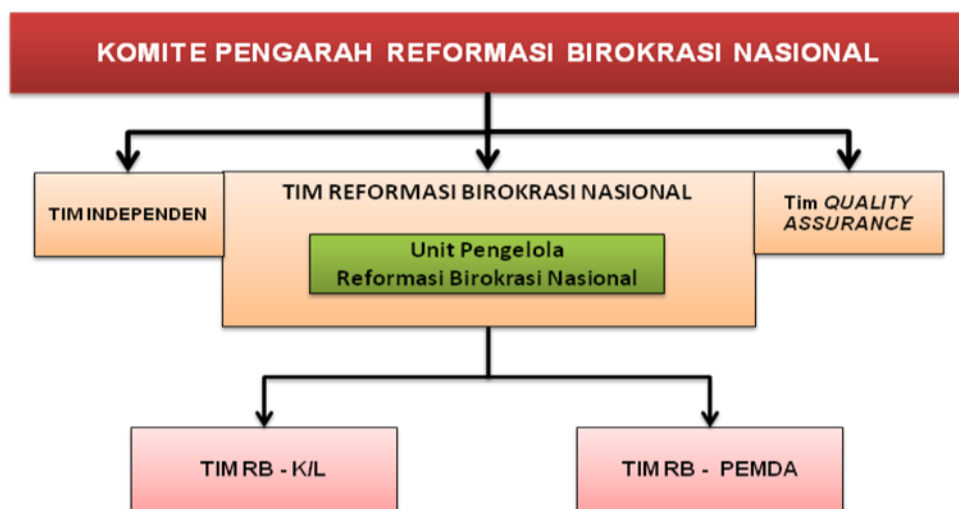 KOMITE PENGARAH REFORMASI BIROKRASI NASIONAL
TIM INDEPENDEN
TIM REFORMASI BIROKRASI NASIONAL
Unit Pengelola
Reformasi Birokrasi Nasional
Tim QUALITY
ASSURANCE
TIM RB - K/L
TIM RB - PEMDA